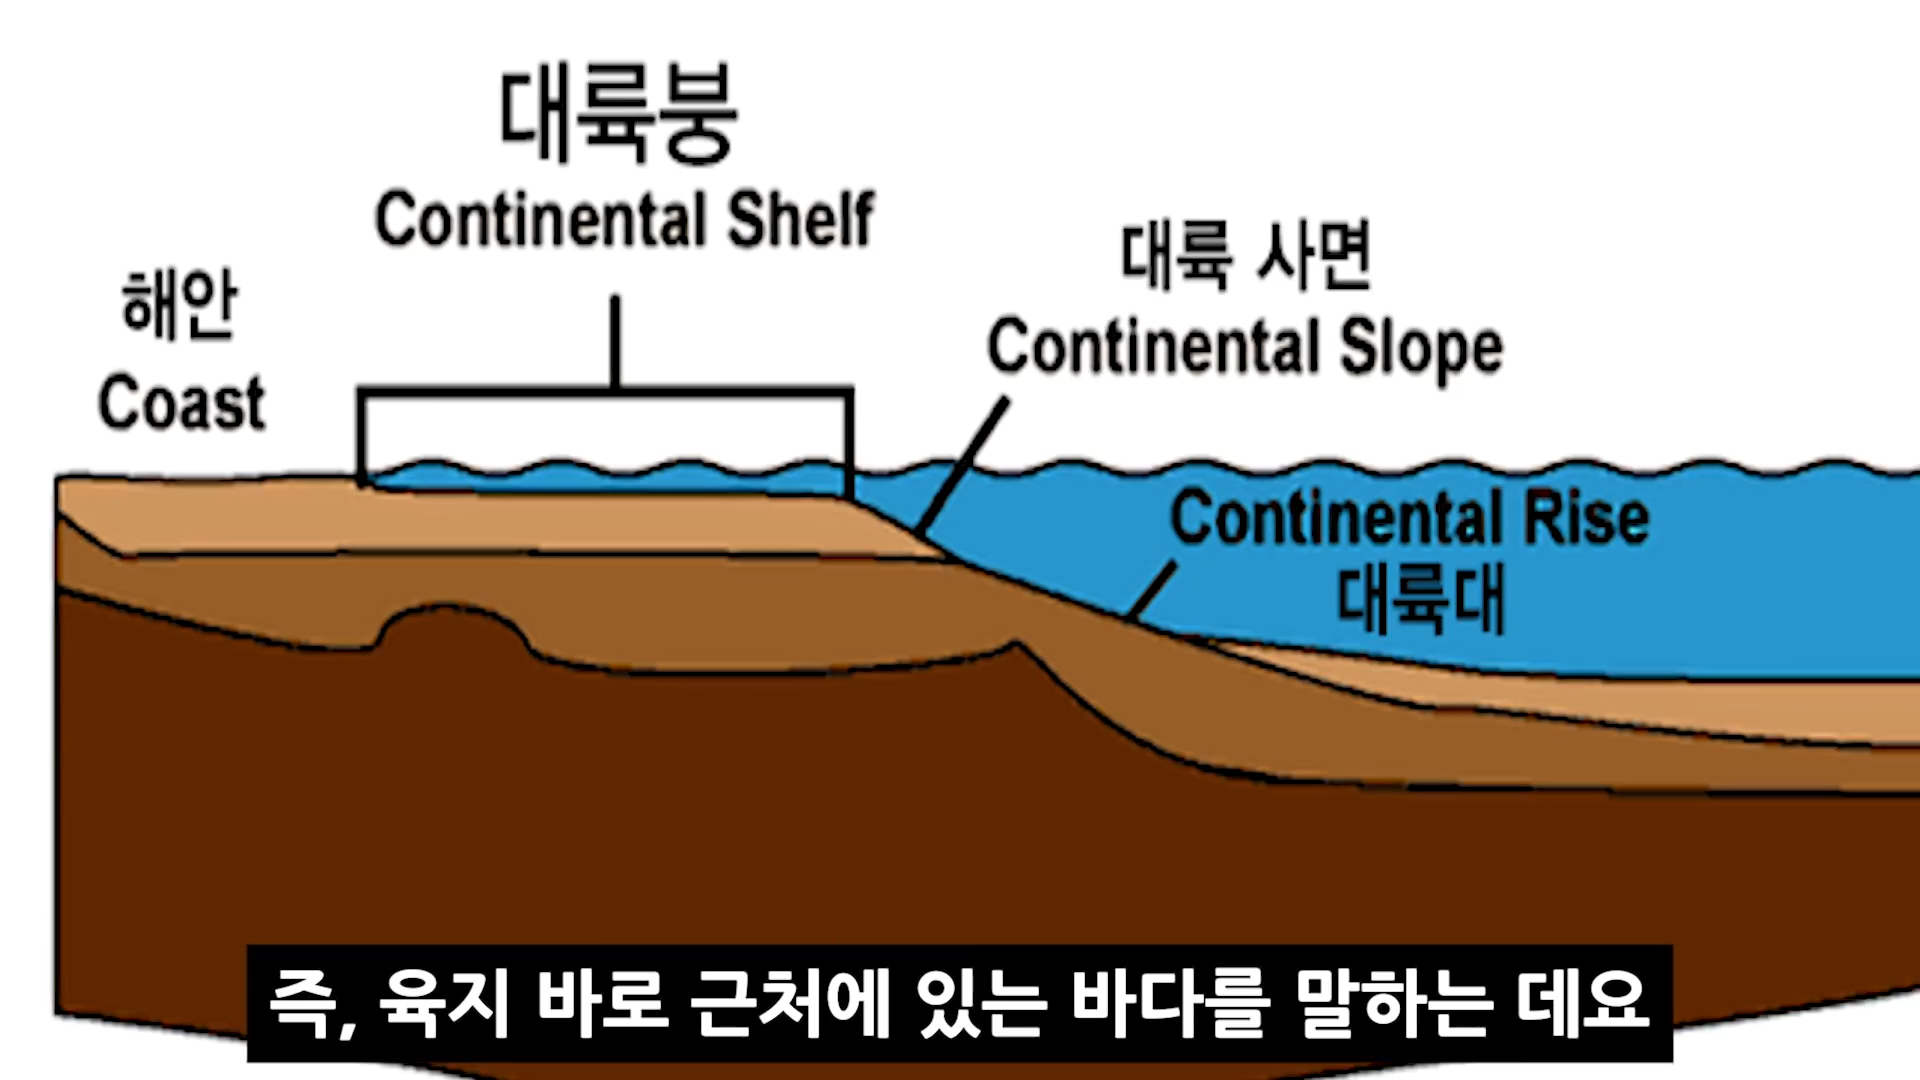 대륙붕
Continental Shelf
해안
Coast
대륙 사면
Continental Slope
Continental Rise
대륙대
즉, 육지 바로 근처에 있는 바다를 말하는 데요